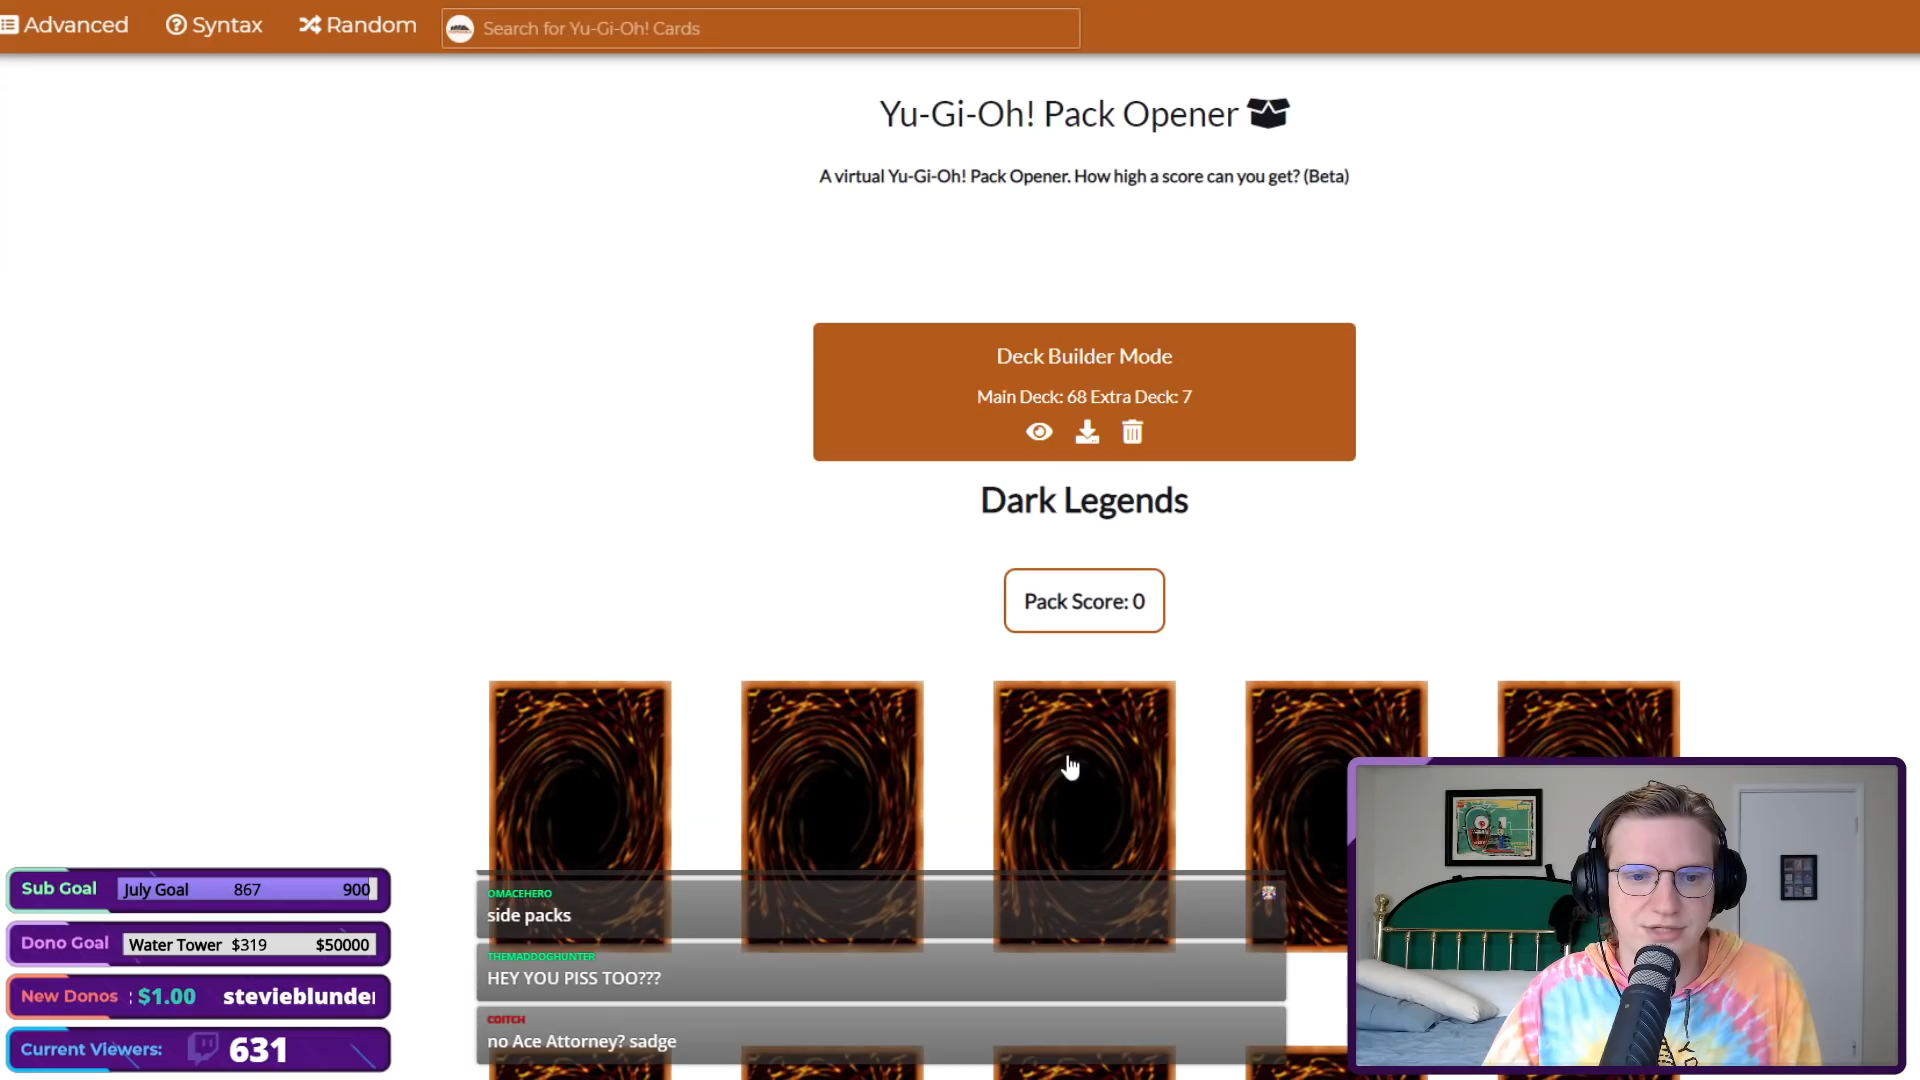 Advanced
Syntax
Random
Search for Yu-Gi-Oh! Cards
Yu-Gi-Oh! Pack Opener
A virtual Yu-Gi-Oh! Pack Opener. How high a score can you get? (Beta)
Deck Builder Mode
Main Deck: 68 Extra Deck: 7
Dark Legends
Pack Score: 0
OMACEHERO
side packs
THEMADDOGHUNTER
HEY YOU PISS TOO???
COITCH
no Ace Attorney? sadge
Sub Goal July Goal 867 900
Dono Goal Water Tower $319 $50000
New Donos : $1.00 stevieblunder
Current Viewers: 631